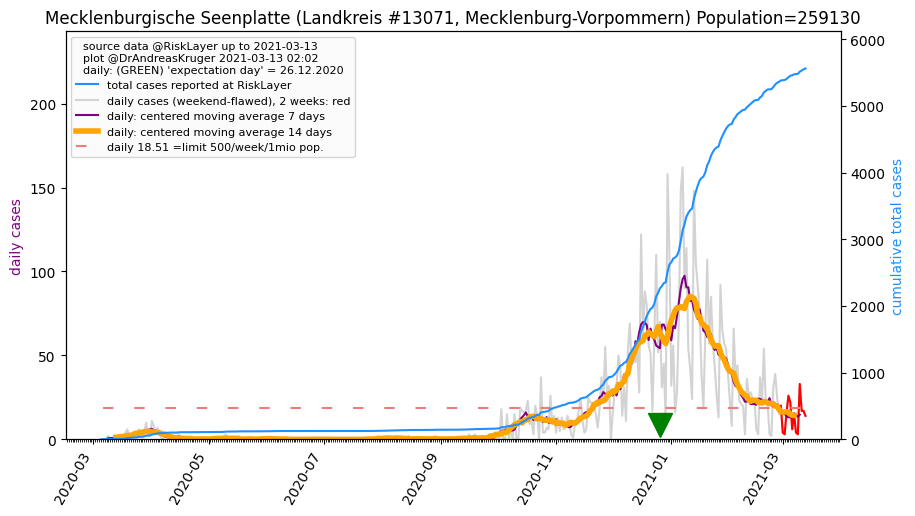 Mecklenburgische Seenplatte (Landkreis #13071, Mecklenburg-Vorpommern) Population=259130
source data @RiskLayer up to 2021-03-13
plot @DrAndreasKruger 2021-03-13 02:02
daily: (GREEN) 'expectation day' = 26.12.2020
total cases reported at RiskLayer
daily cases (weekend-flawed), 2 weeks: red
daily: centered moving average 7 days
daily: centered moving average 14 days
daily 18.51 =limit 500/week/1mio pop.
daily cases
200
150
100
50
0
cumulative total cases
6000
5000
4000
3000
2000
1000
0
2020-03
2020-05
2020-07
2020-09
2020-11
2021-01
2021-03